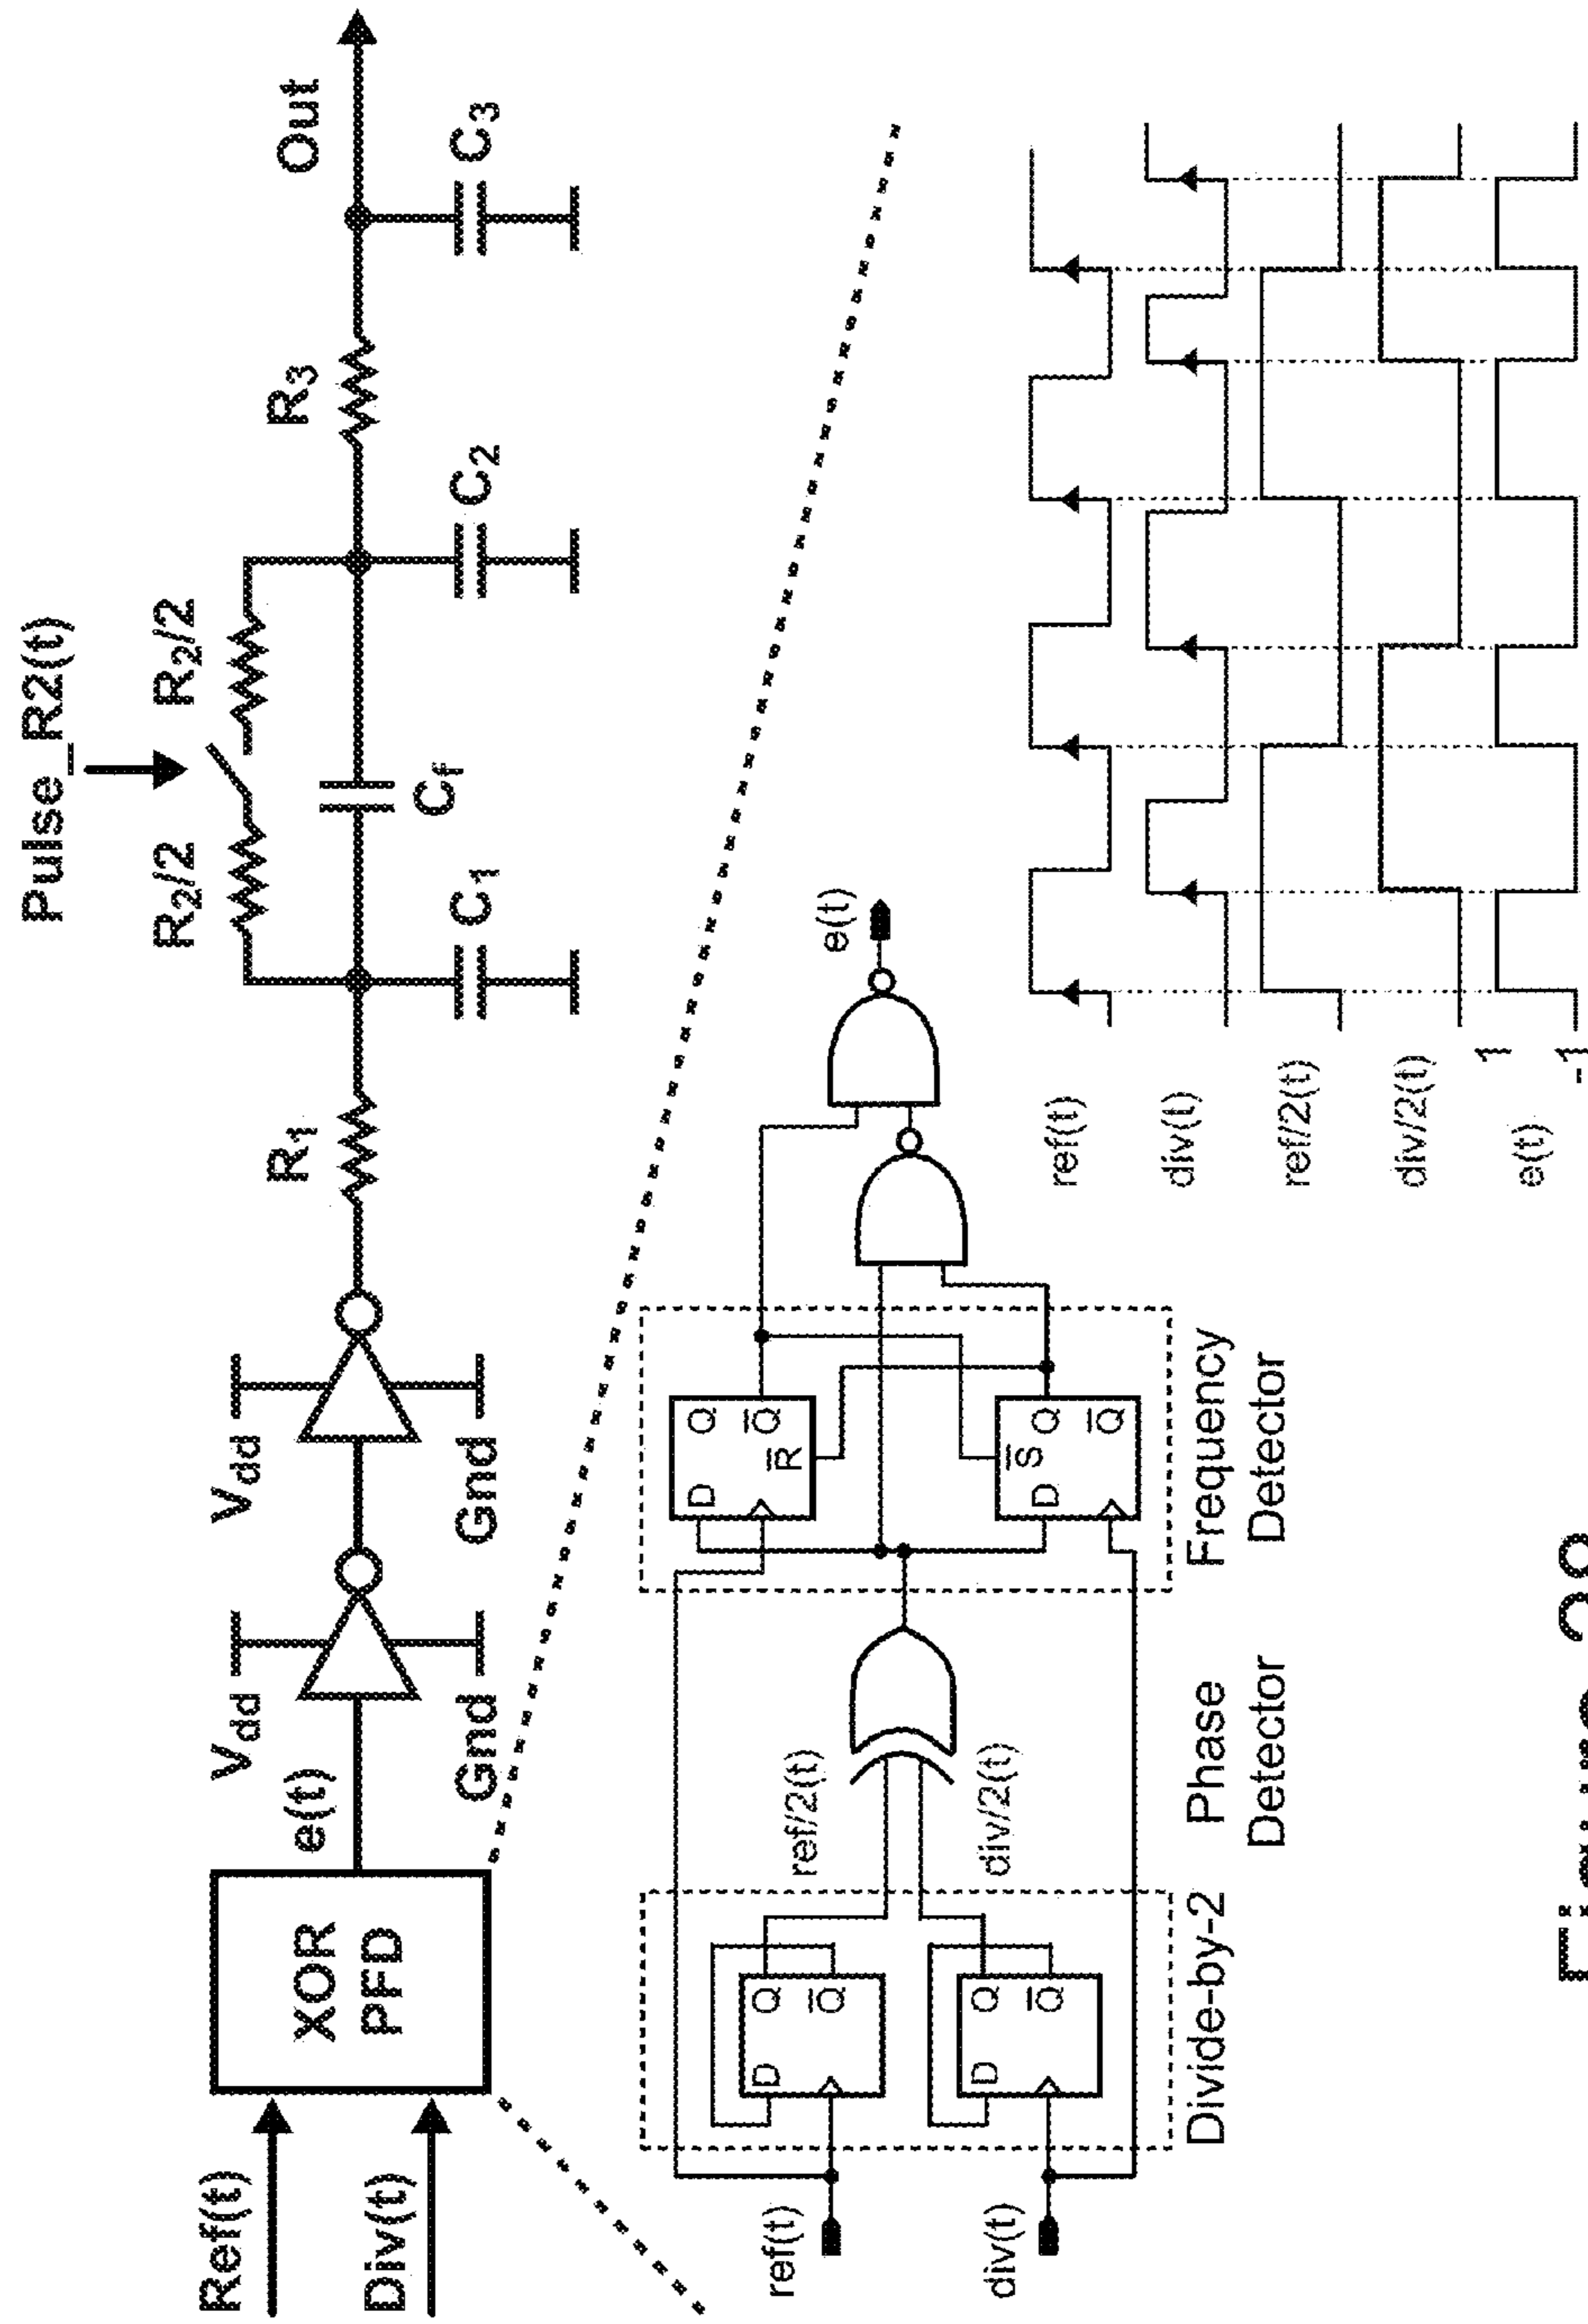 Pulse_R2(t)
R2/2
R2/2
Ref(t)
Div(t)
XOR
PFD
e(t)
Vdd
Gnd
Vdd
Gnd
R1
C1
Cf
C2
R3
C3
Out
ref(t)
div(t)
D
Q
Q
D
Q
Q
Divide-by-2
ref/2(t)
div/2(t)
Phase
Detector
D
Q
Q
R
S
D
Q
Q
Frequency
Detector
e(t)
ref(t)
div(t)
ref/2(t)
div/2(t)
e(t)
1
-1